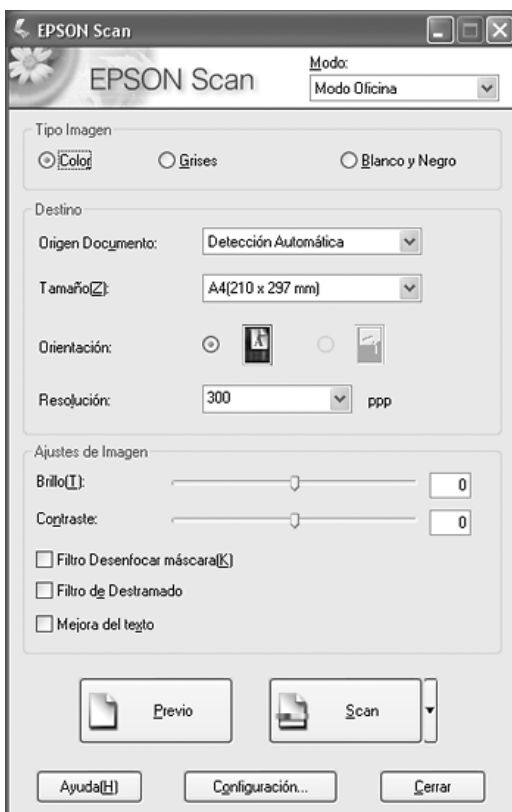 EPSON Scan
EPSON Scan
Modo:
Modo Oficina
Tipo Imagen
Color
Grises
Blanco y Negro
Destino
Origen Documento:
Detección Automática
Tamaño(Z):
A4(210 x 297 mm)
Orientación:
Resolución:
300
ppp
Ajustes de Imagen
Brillo(T):
0
Contraste:
0
Filtro Desenfocar máscara(K)
Filtro de Destramado
Mejora del texto
Previo
Scan
Ayuda(H)
Configuración...
Cerrar